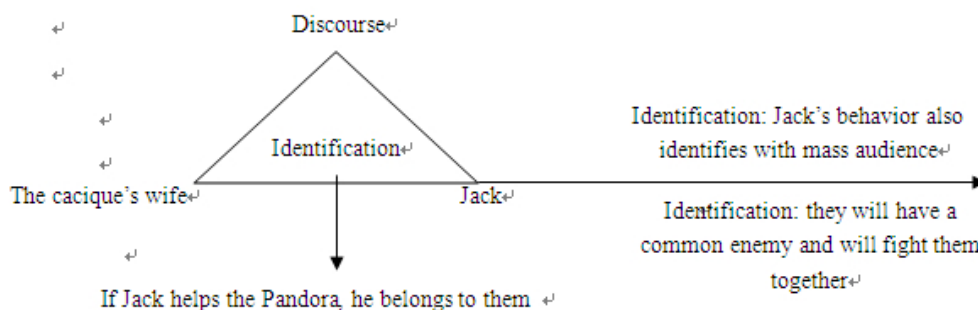 Discourse↵
↵
↵
Identification: Jack's behavior also
↵
identifies with mass audience↵
Identification↵
↵
The cacique's wife↵
Jack↵
Identification: they will have a
common enemy and will fight them
together↵
↵
If Jack helps the Pandora, he belongs to them ↵